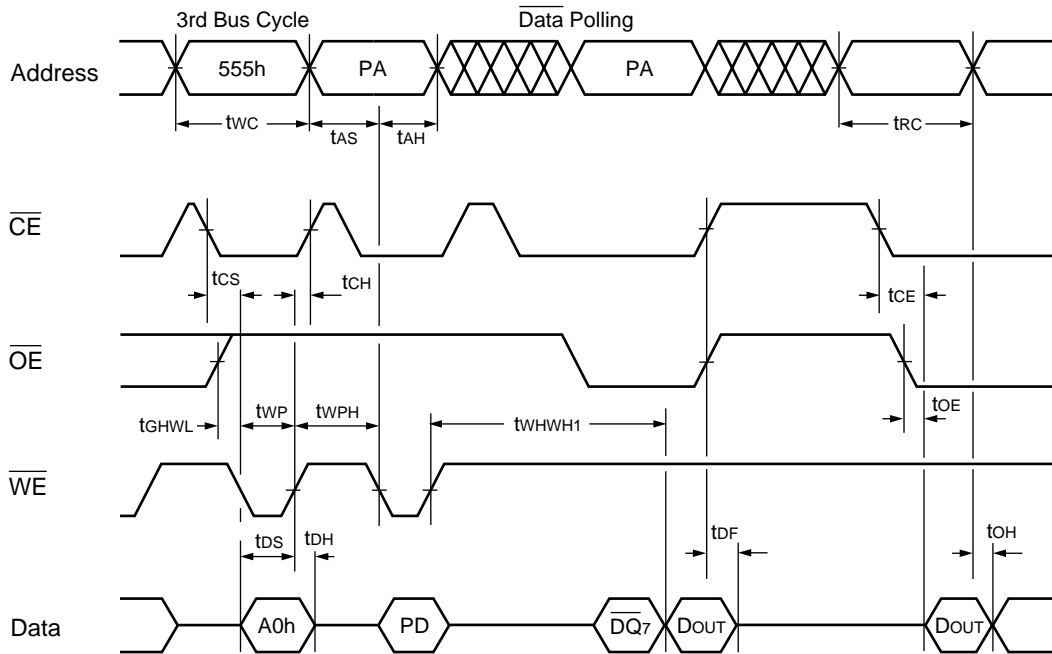 3rd Bus Cycle Data Polling
Address 555h PA PA
tWC tAS tAH tRC
CE
tCS tCH tCE
OE
tGHWL tWP tWPH tWHWH1 tOE
WE
tDS tDH tDF tOH
Data A0h PD DQ7 DOUT DOUT